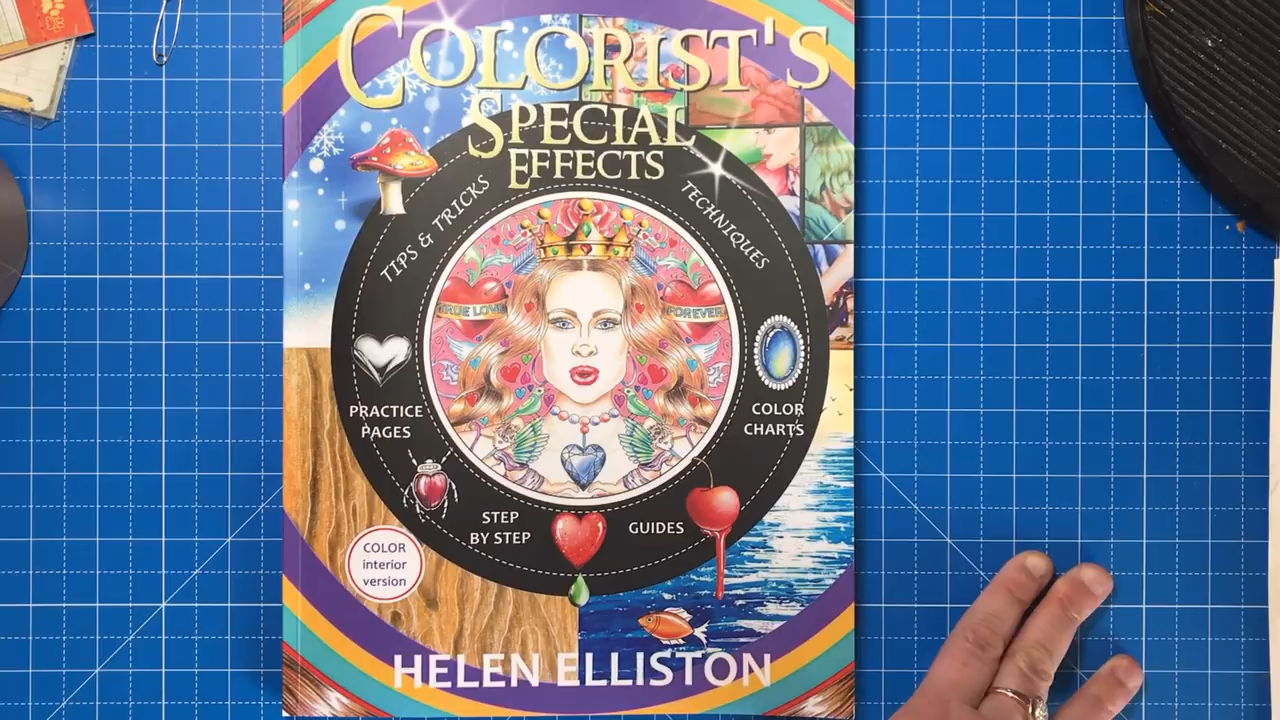 COLORIST'S
SPECIAL
EFFECTS
TIPS & TRICKS
TECHNIQUES
TRUE LOVE
FOREVER
PRACTICE
PAGES
COLOR
CHARTS
STEP
BY STEP
GUIDES
COLOR
interior
version
HELEN ELLISTON